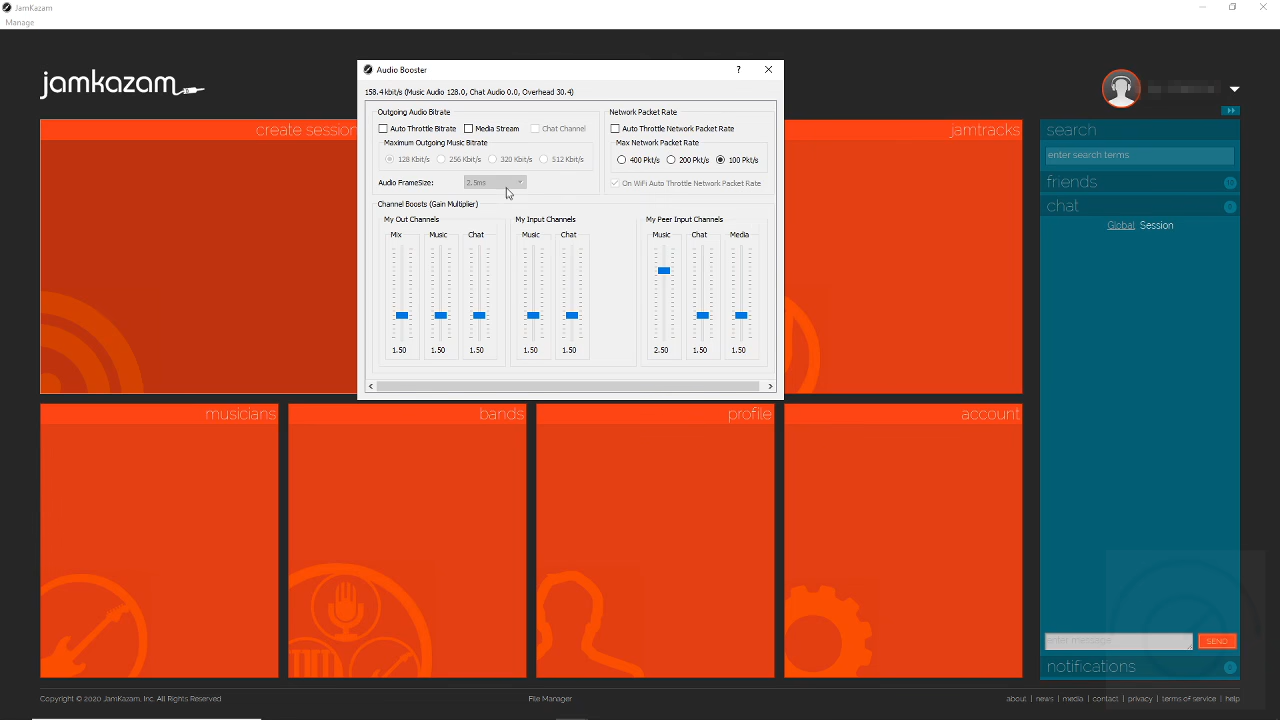 JamKazam
Manage
jamkazam
create session
jamtracks
Audio Booster
?
158.4 kbit/s (Music Audio 128.0, Chat Audio 0.0, Overhead 30.4)
Outgoing Audio Bitrate
Auto Throttle Bitrate
Media Stream
Chat Channel
Maximum Outgoing Music Bitrate
128 Kbit/s
256 Kbit/s
320 Kbit/s
512 Kbit/s
Audio FrameSize:
2.5ms
Network Packet Rate
Auto Throttle Network Packet Rate
Max Network Packet Rate
400 Pkt/s
200 Pkt/s
100 Pkt/s
On WiFi Auto Throttle Network Packet Rate
Channel Boosts (Gain Multiplier)
My Out Channels
Mix Music Chat
1.50 1.50 1.50
My Input Channels
Music Chat
1.50 1.50
My Peer Input Channels
Music Chat Media
2.50 1.50 1.50
musicians
bands
profile
account
search
enter search terms
friends
chat
Global Session
enter message
SEND
notifications
Copyright © 2020 JamKazam, Inc. All Rights Reserved
File Manager
about | news | media | contact | privacy | terms of service | help